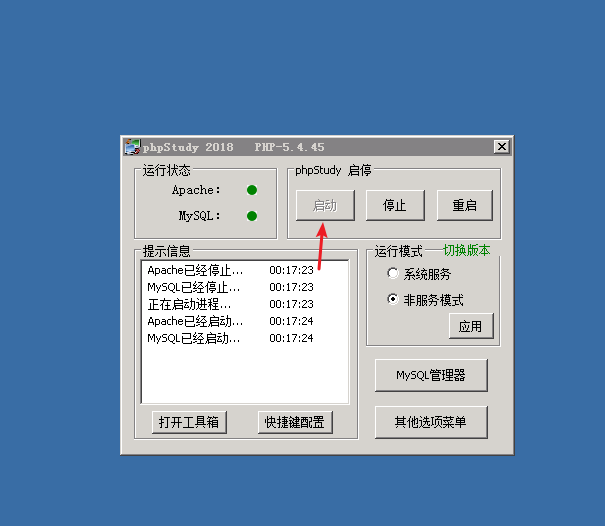 phpStudy 2018 PHP-5.4.45
运行状态
Apache:
MySQL:
phpStudy 启停
启动 停止 重启
提示信息
Apache已经停止... 00:17:23
MySQL已经停止... 00:17:23
正在启动进程... 00:17:23
Apache已经启动... 00:17:24
MySQL已经启动... 00:17:24
打开工具箱 快捷键配置
运行模式 切换版本
系统服务
非服务模式
应用
MySQL管理器
其他选项菜单